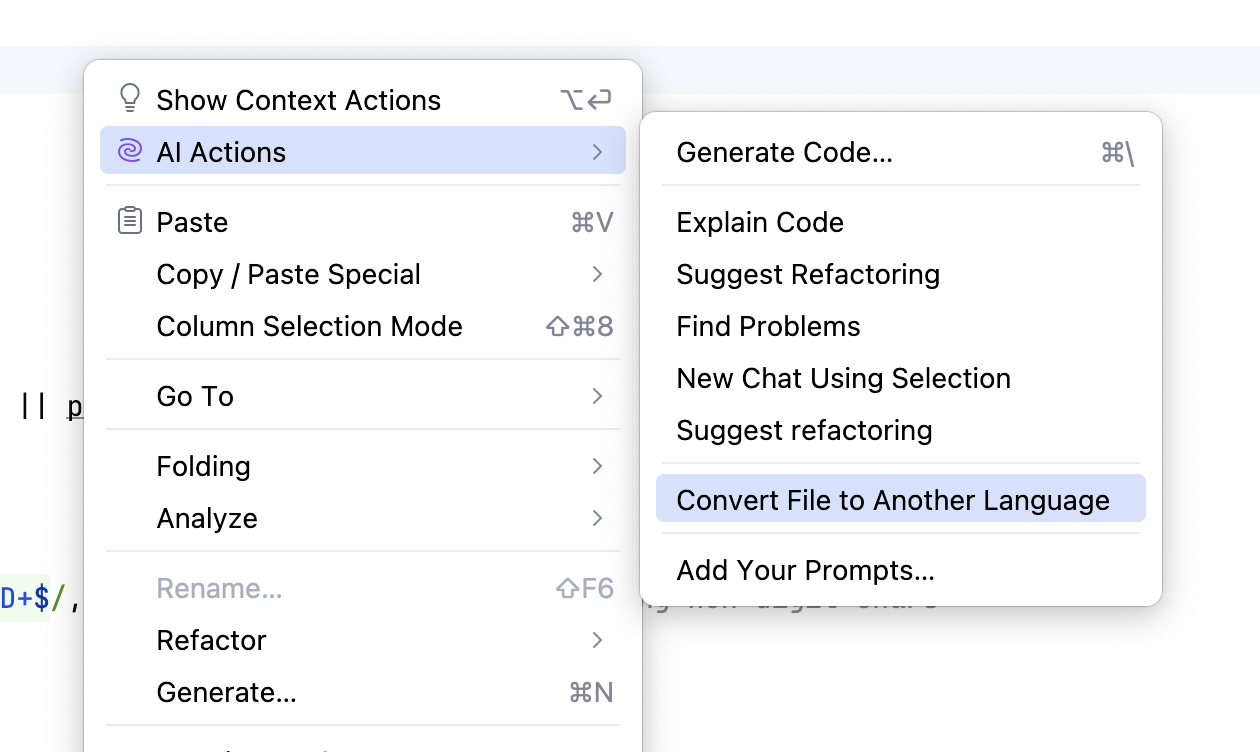 Show Context Actions ⌥↩
AI Actions
Paste ⌘V
Copy / Paste Special
Column Selection Mode ⇧⌘8
Go To
Folding
Analyze
Rename... ⇧F6
Refactor
Generate... ⌘N
Generate Code... ⌘\
Explain Code
Suggest Refactoring
Find Problems
New Chat Using Selection
Suggest refactoring
Convert File to Another Language
Add Your Prompts...
|| p
D+$/,